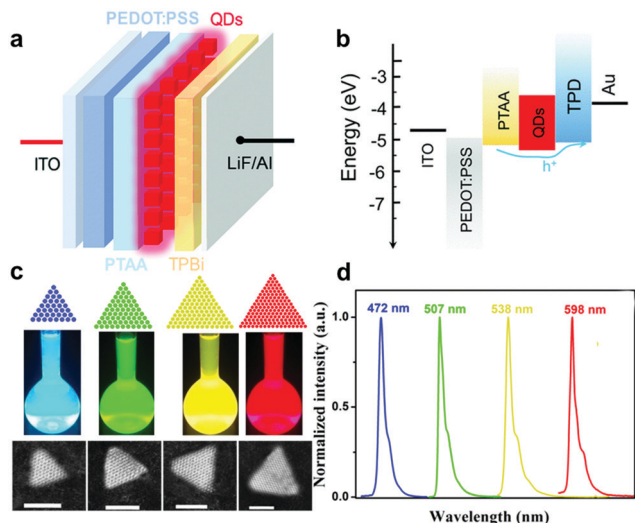 a
PEDOT:PSS
QDs
ITO
LiF/Al
PTAA
TPBi
b
Energy (eV)
-3
-4
-5
-6
-7
ITO
PEDOT:PSS
PTAA
QDs
TPD
Au
h+
c
d
472 nm
507 nm
538 nm
598 nm
Normalized intensity (a.u.)
1.0
0.5
0.0
Wavelength (nm)